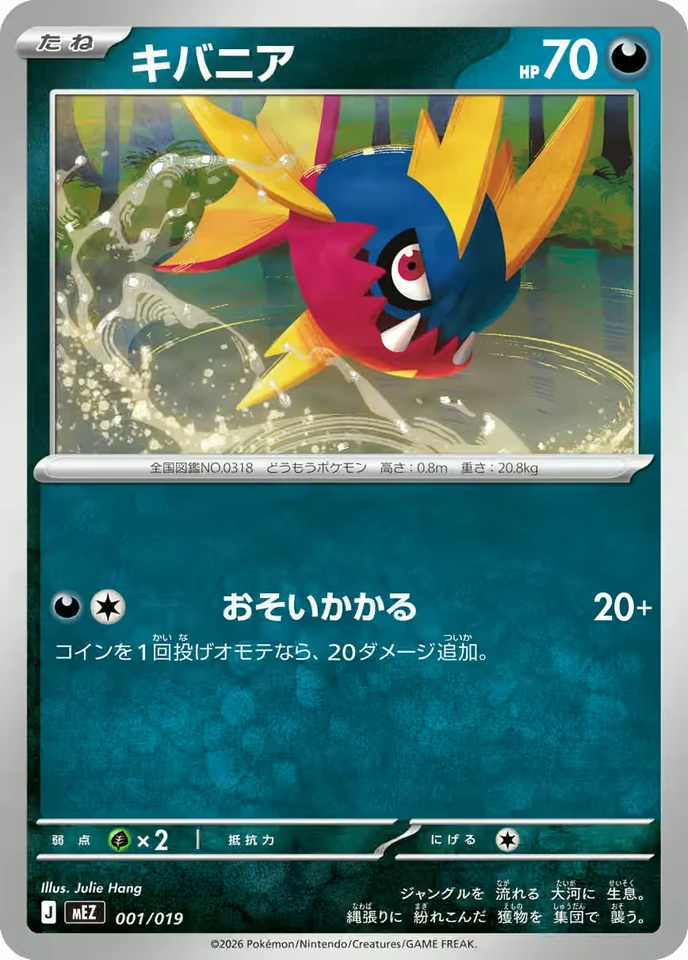 たね
キバニア
HP70
全国図鑑NO.0318 どうもうポケモン 高さ：0.8m 重さ：20.8kg
おそいかかる 20+
コインを1回投げオモテなら、20ダメージ追加。
弱点 ×2 抵抗力 にげる
Illus. Julie Hang
ジャングルを 流れる 大河に 生息。
縄張りに 紛れこんだ 獲物を 集団で 襲う。
J mEZ 001/019
©2026 Pokémon/Nintendo/Creatures/GAME FREAK.